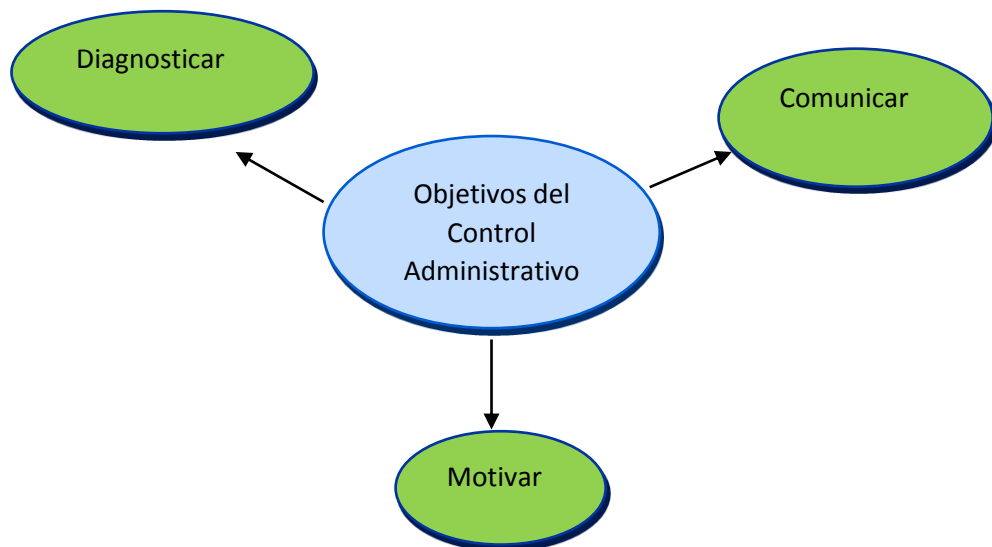 Diagnosticar
Comunicar
Objetivos del
Control
Administrativo
Motivar